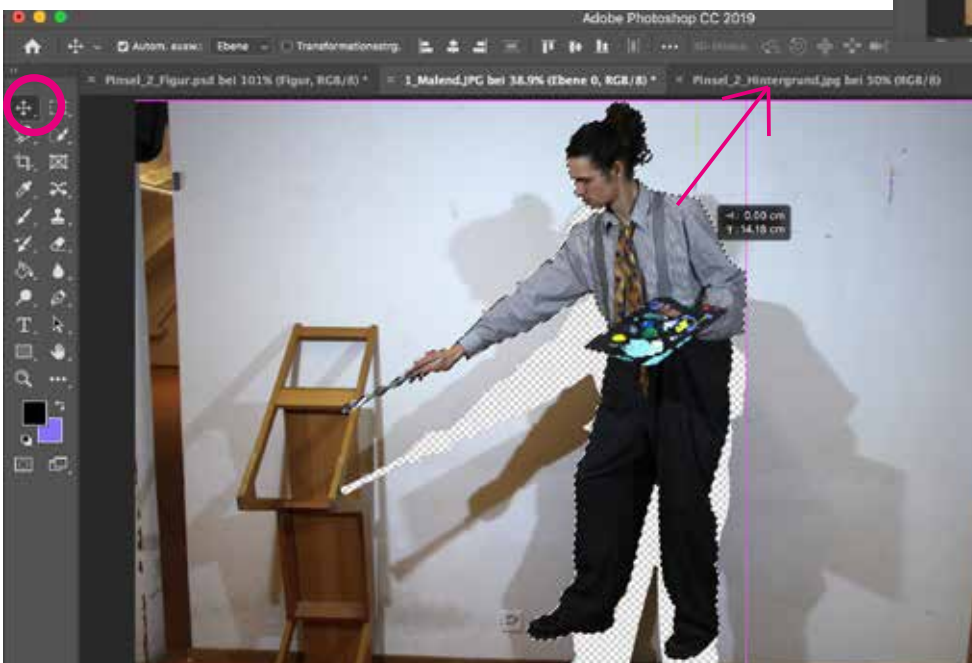 Adobe Photoshop CC 2019
Autom. ausw.: Ebene Transformationsstrg. •••
× Pinsel_2_Figur.psd bei 101% (Figur, RGB/8) * × 1_Malend.JPG bei 38.9% (Ebene 0, RGB/8) * × Pinsel_2_Hintergrund.jpg bei 50% (RGB/8)
: 0.00 cm
: 14.18 cm
T